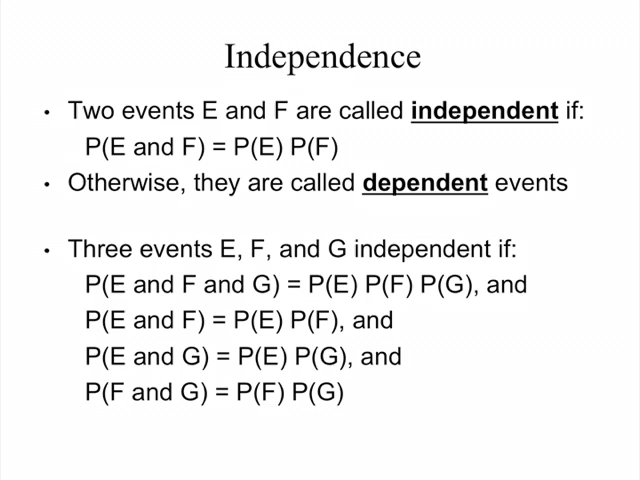 Independence
• Two events E and F are called independent if:
P(E and F) = P(E) P(F)
• Otherwise, they are called dependent events
• Three events E, F, and G independent if:
P(E and F and G) = P(E) P(F) P(G), and
P(E and F) = P(E) P(F), and
P(E and G) = P(E) P(G), and
P(F and G) = P(F) P(G)